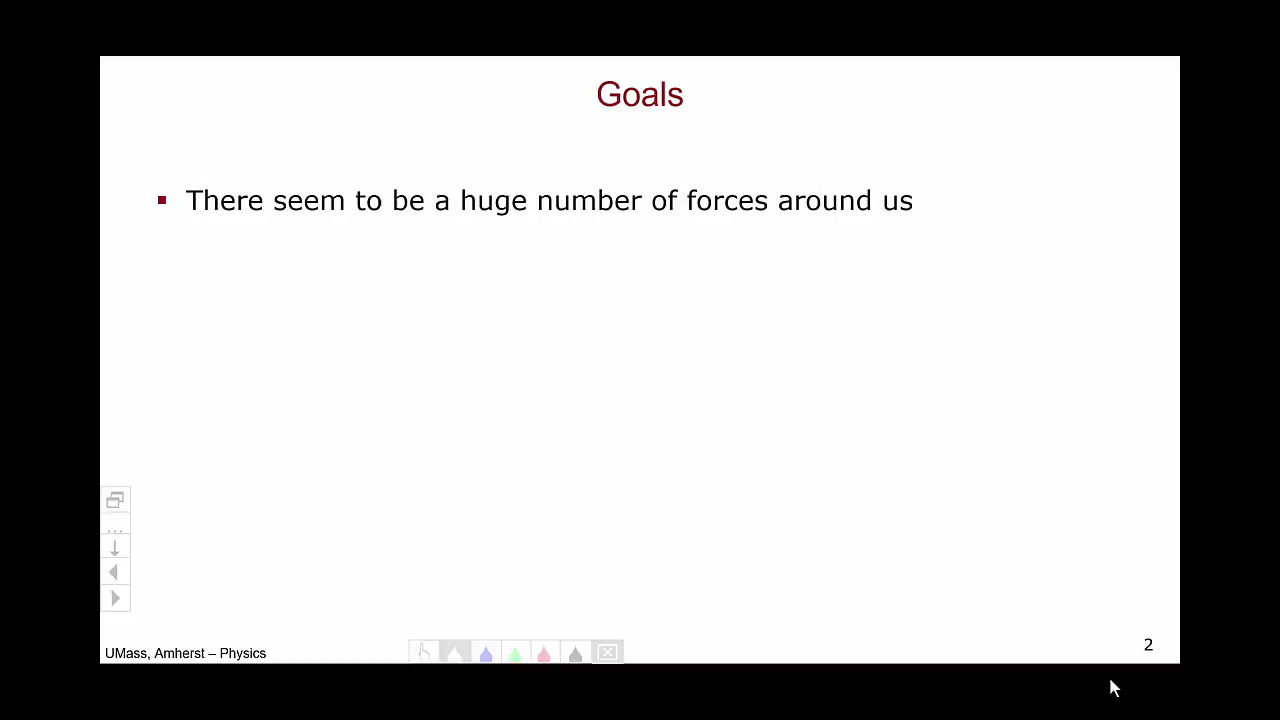 Goals
There seem to be a huge number of forces around us
UMass, Amherst – Physics
2